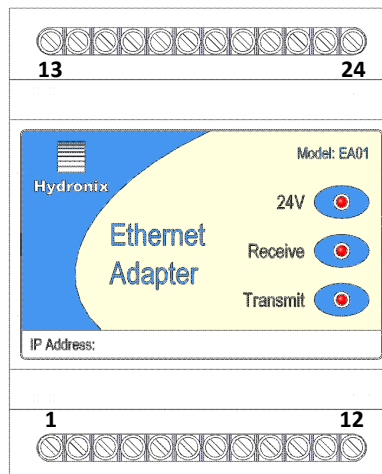 13 24
Model: EA01
Hydronix
24V
Ethernet
Adapter
Receive
Transmit
IP Address:
1 12